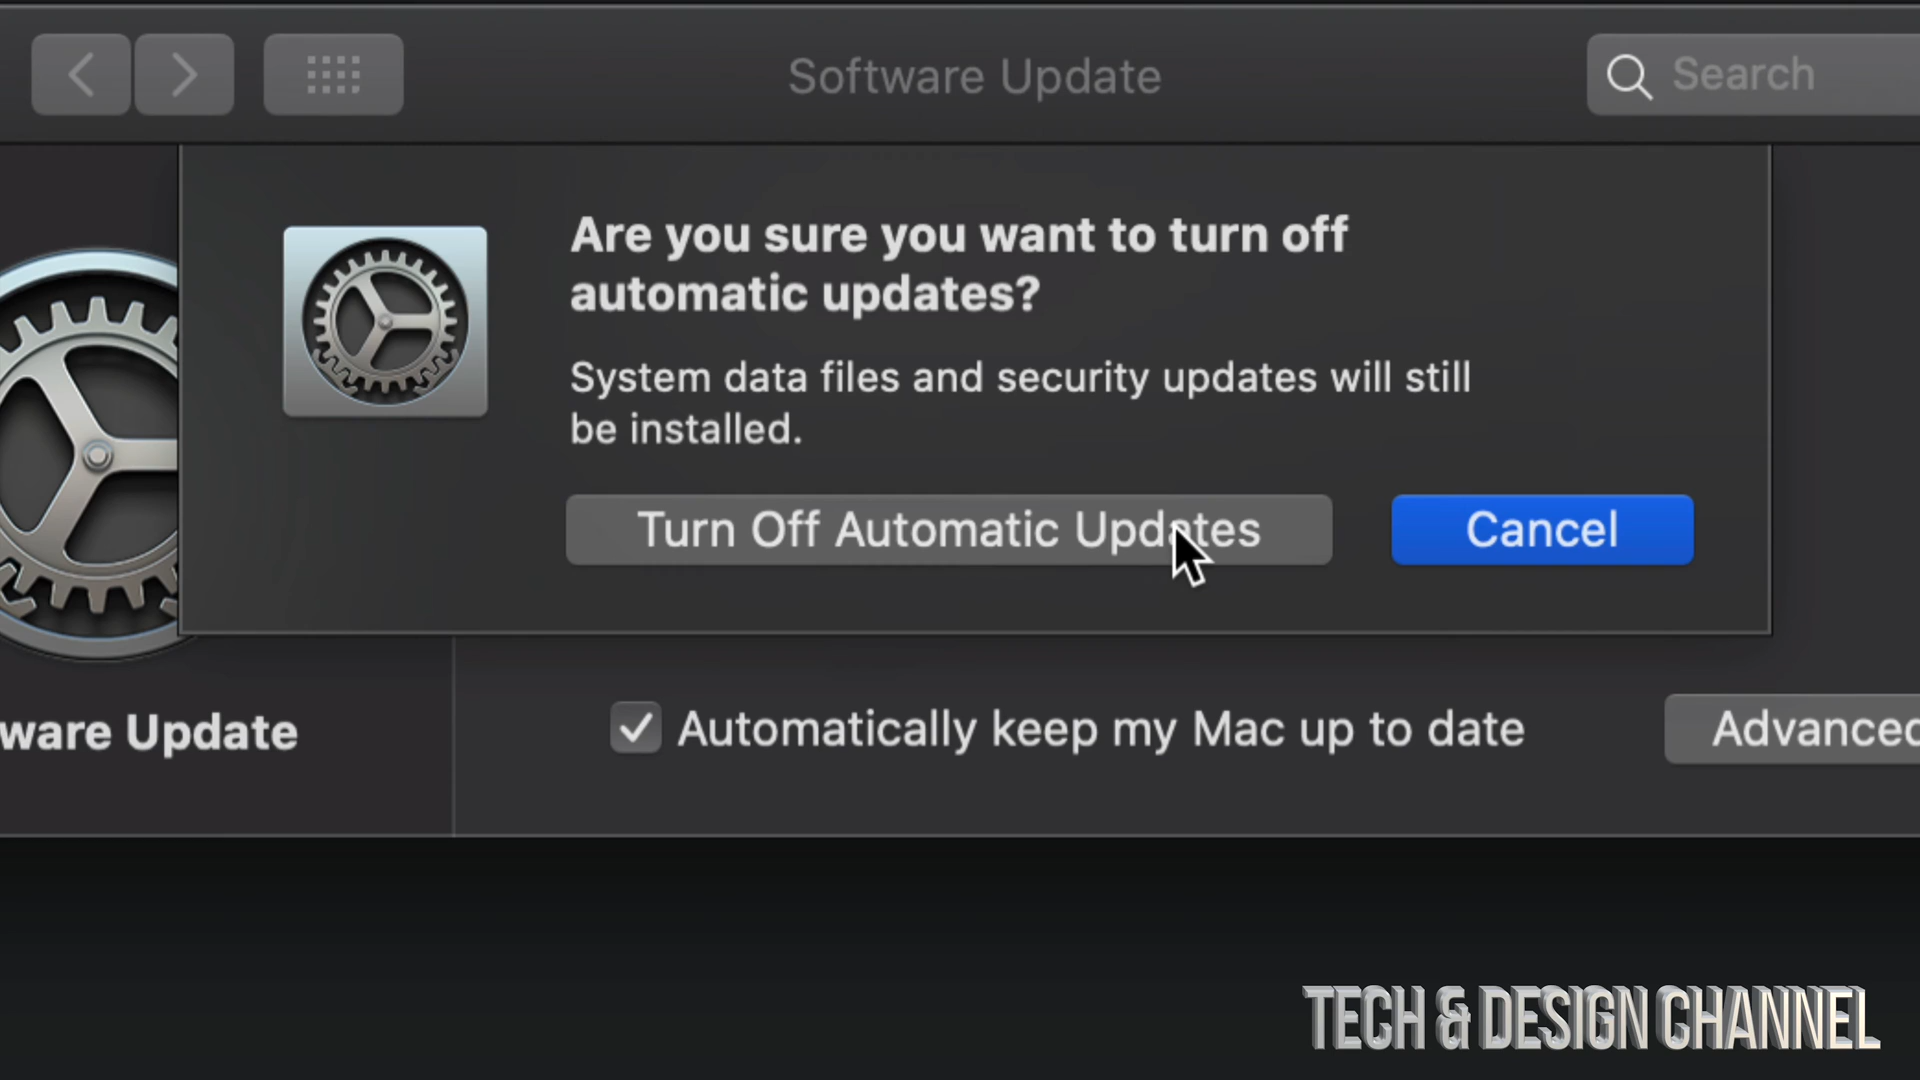 Software Update
Search
Are you sure you want to turn off
automatic updates?
System data files and security updates will still
be installed.
Turn Off Automatic Updates
Cancel
ware Update
Automatically keep my Mac up to date
Advanced
TECH & DESIGN CHANNEL